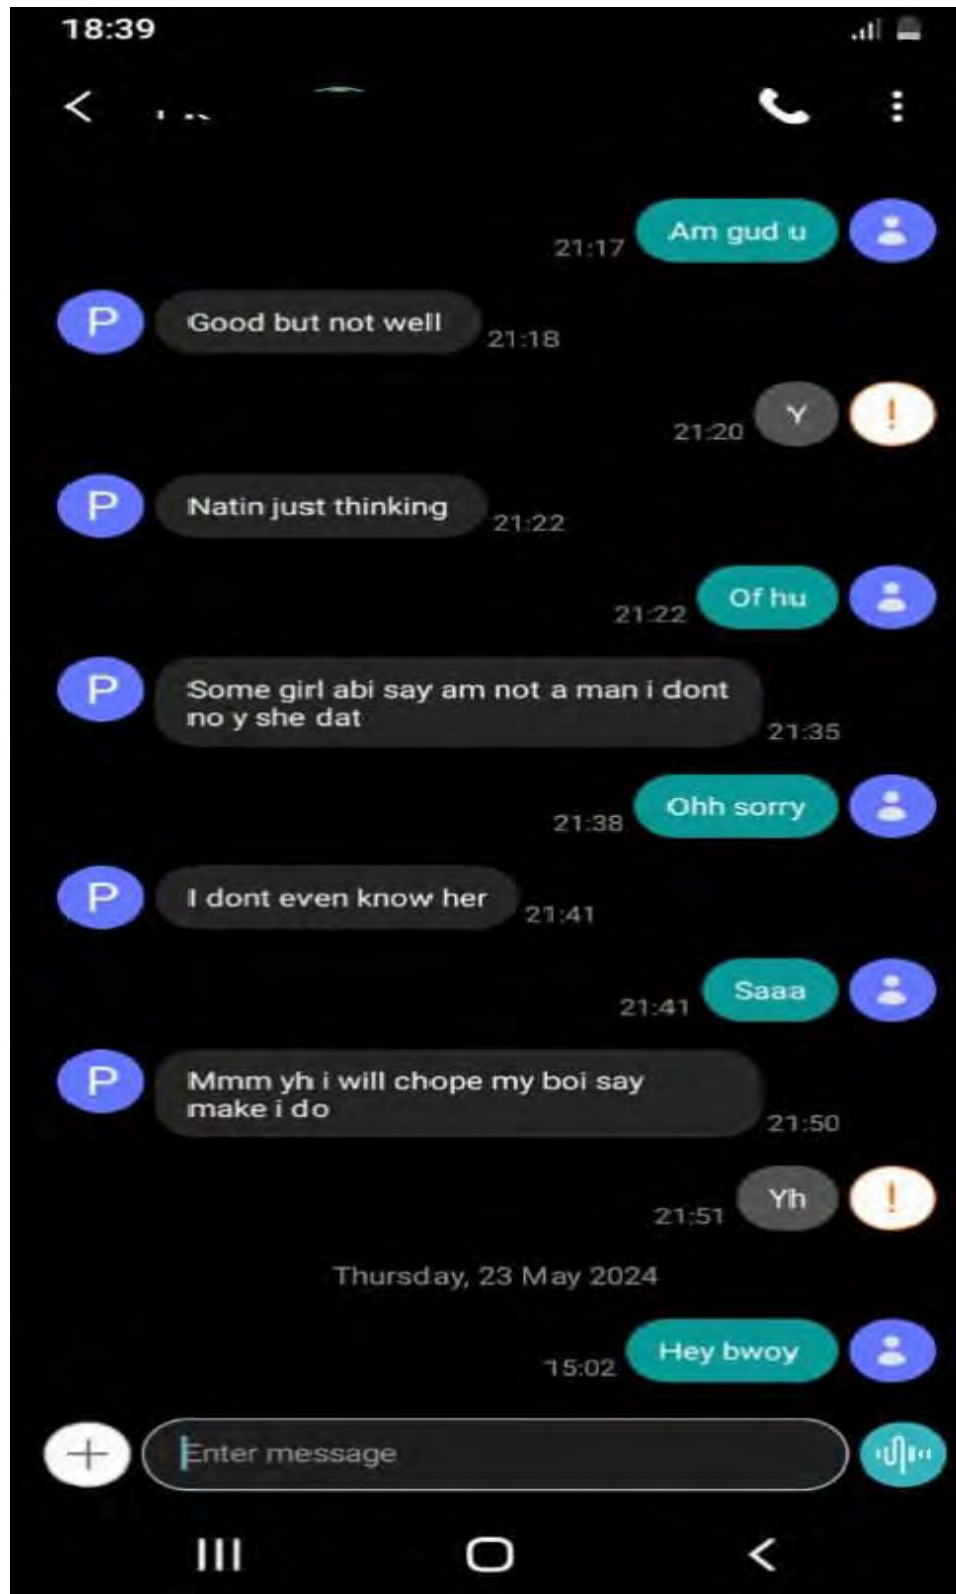 18:39
Am gud u
21:17
P
Good but not well
21:18
Y
21:20
P
Natin just thinking
21:22
Of hu
21:22
P
Some girl abi say am not a man i dont
no y she dat
21:35
Ohh sorry
21:38
P
I dont even know her
21:41
Saaa
21:41
P
Mmm yh i will chope my boi say
make i do
21:50
Yh
21:51
Thursday, 23 May 2024
Hey bwoy
15:02
Enter message